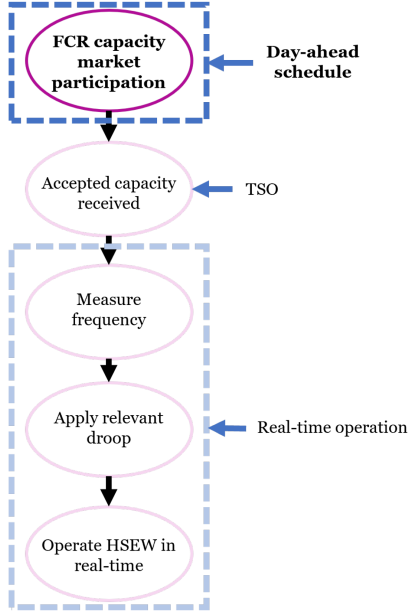 FCR capacity
market
participation
Day-ahead
schedule
Accepted capacity
received
TSO
Measure
frequency
Apply relevant
droop
Real-time operation
Operate HSEW in
real-time